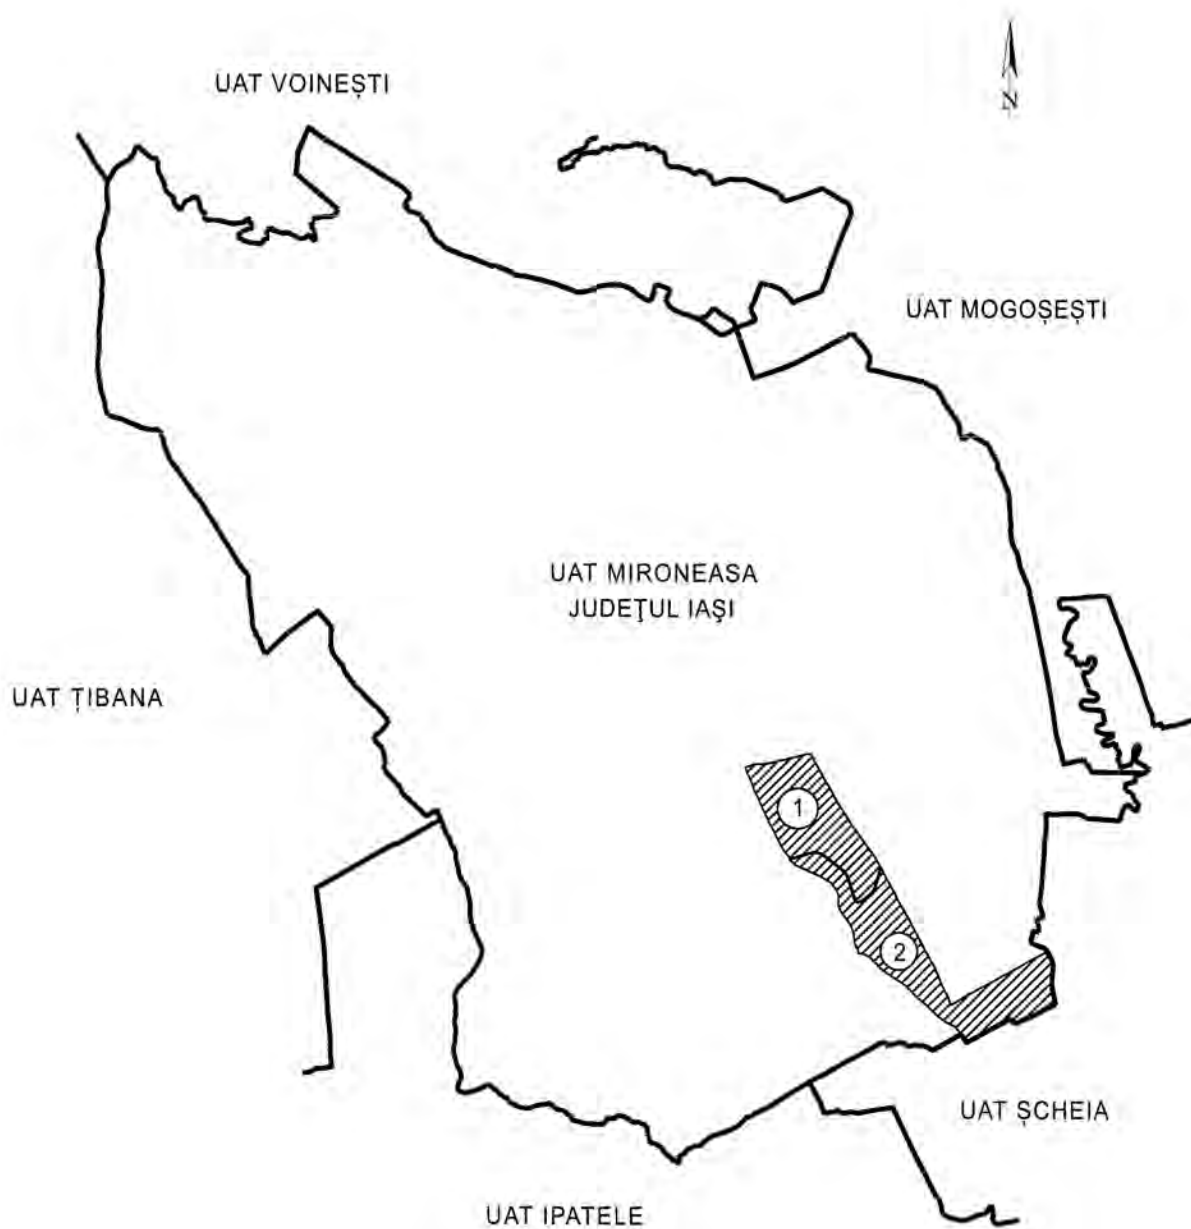 UAT VOINEȘTI
N
UAT MOGOȘEȘTI
UAT MIRONEASA
JUDEŢUL IAŞI
UAT ȚIBANA
1
2
UAT ȘCHEIA
UAT IPATELE